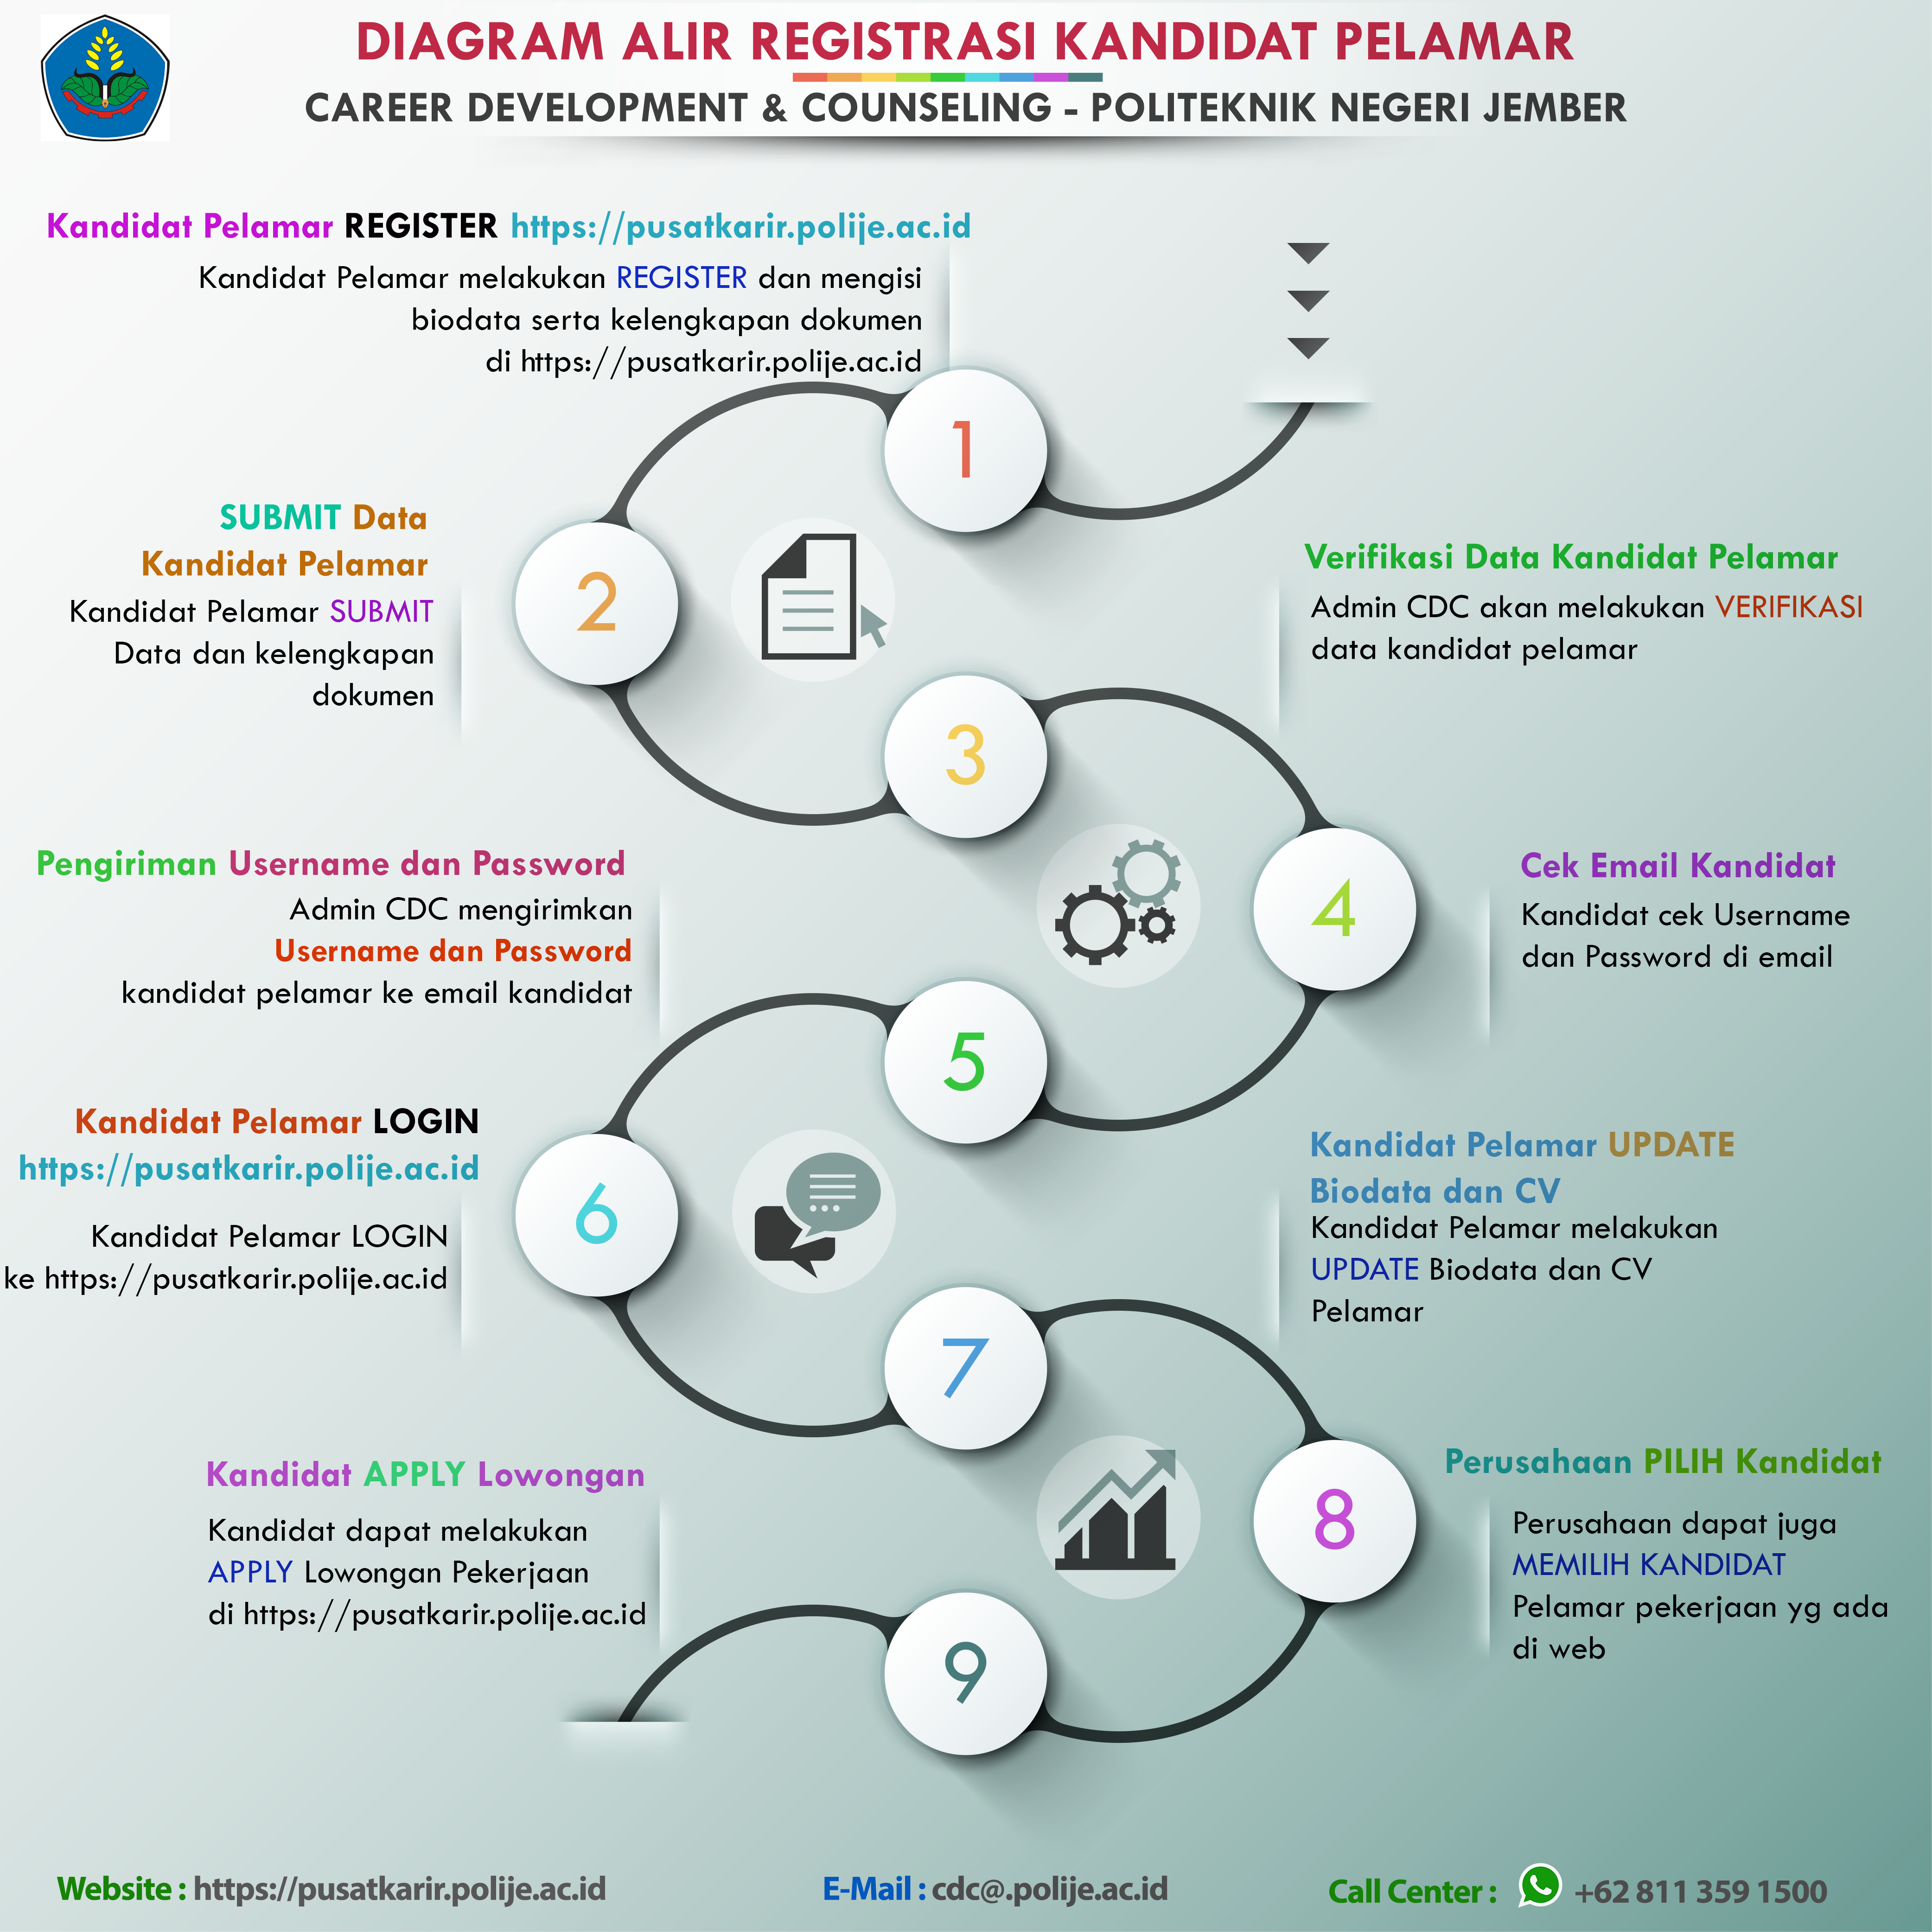 DIAGRAM ALIR REGISTRASI KANDIDAT PELAMAR
CAREER DEVELOPMENT & COUNSELING - POLITEKNIK NEGERI JEMBER
Kandidat Pelamar REGISTER https://pusatkarir.polije.ac.id
Kandidat Pelamar melakukan REGISTER dan mengisi
biodata serta kelengkapan dokumen
di https://pusatkarir.polije.ac.id
1
SUBMIT Data
Kandidat Pelamar
Kandidat Pelamar SUBMIT
Data dan kelengkapan
dokumen
2
Verifikasi Data Kandidat Pelamar
Admin CDC akan melakukan VERIFIKASI
data kandidat pelamar
3
Cek Email Kandidat
Kandidat cek Username
dan Password di email
4
Pengiriman Username dan Password
Admin CDC mengirimkan
Username dan Password
kandidat pelamar ke email kandidat
5
Kandidat Pelamar LOGIN
https://pusatkarir.polije.ac.id
Kandidat Pelamar LOGIN
ke https://pusatkarir.polije.ac.id
6
Kandidat Pelamar UPDATE
Biodata dan CV
Kandidat Pelamar melakukan
UPDATE Biodata dan CV
Pelamar
7
Perusahaan PILIH Kandidat
Perusahaan dapat juga
MEMILIH KANDIDAT
Pelamar pekerjaan yg ada
di web
8
Kandidat APPLY Lowongan
Kandidat dapat melakukan
APPLY Lowongan Pekerjaan
di https://pusatkarir.polije.ac.id
9
Website : https://pusatkarir.polije.ac.id
E-Mail : cdc@.polije.ac.id
Call Center : +62 811 359 1500